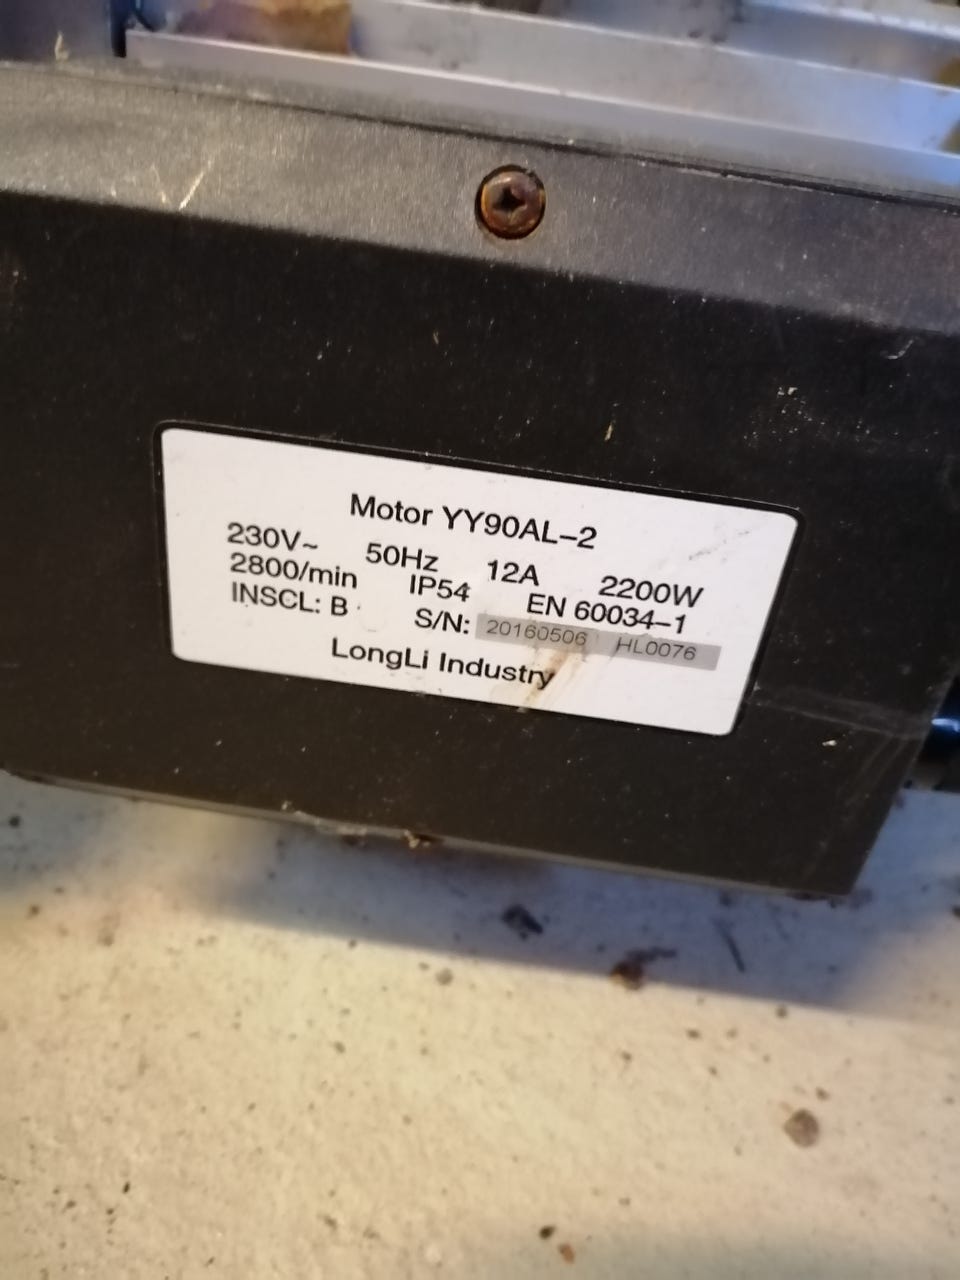 Motor YY90AL-2
230V~ 50Hz 12A 2200W
2800/min IP54 EN 60034-1
INSCL: B S/N: 20160506 HL0076
LongLi Industry